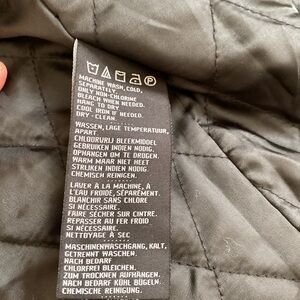 MACHINE WASH, COLD,
SEPARATELY,
ONLY NON-CHLORINE
BLEACH WHEN NEEDED.
HANG TO DRY
COOL IRON IF NEEDED
DRY - CLEAN.
WASSEN, LAGE TEMPERATUUR,
APART
CHLOORVRIJ BLEEKMIDDEL
GEBRUIKEN INDIEN NODIG.
OPHANGEN OM TE DROGEN.
WARM MAAR NIET HEET
STRIJKEN INDIEN NODIG.
CHEMISCH REINIGEN.
LAVER À LA MACHINE, À
L'EAU FROIDE, SÉPARÉMENT.
BLANCHIR SANS CHLORE
SI NÉCESSAIRE.
FAIRE SÉCHER SUR CINTRE.
REPASSER AU FER FROID
SI NÉCESSAIRE.
NETTOYAGE À SEC
MASCHINENWASCHGANG, KALT,
GETRENNT WASCHEN.
NACH BEDARF
CHLORFREI BLEICHEN.
ZUM TROCKNEN AUFHÄNGEN.
NACH BEDARF KÜHL BÜGELN.
CHEMISCHE REINIGUNG.